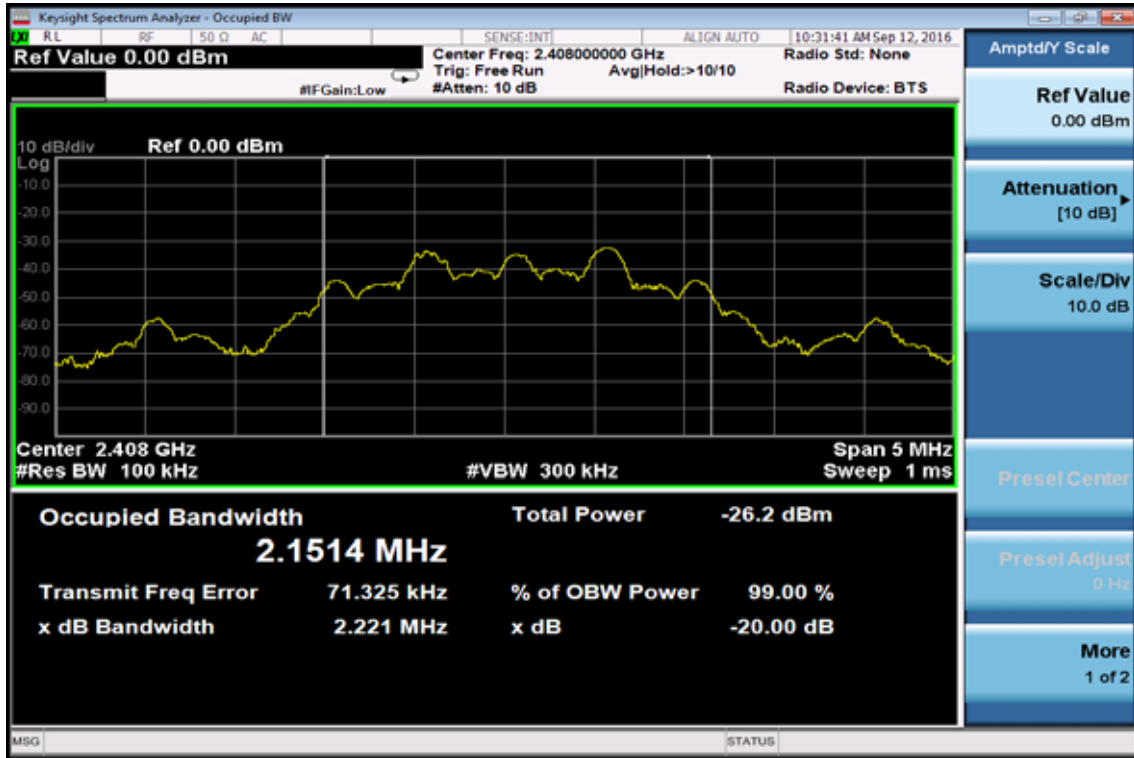 Keysight Spectrum Analyzer - Occupied BW
LXI RL RF 50 Ω AC SENSE:INT ALIGN AUTO 10:31:41 AM Sep 12, 2016
Ref Value 0.00 dBm Center Freq: 2.408000000 GHz Radio Std: None
Trig: Free Run Avg|Hold:>10/10
#IFGain:Low #Atten: 10 dB Radio Device: BTS
10 dB/div Ref 0.00 dBm
Log
-10.0
-20.0
-30.0
-40.0
-50.0
-60.0
-70.0
-80.0
-90.0
Center 2.408 GHz Span 5 MHz
#Res BW 100 kHz #VBW 300 kHz Sweep 1 ms
Occupied Bandwidth Total Power -26.2 dBm
2.1514 MHz
Transmit Freq Error 71.325 kHz % of OBW Power 99.00 %
x dB Bandwidth 2.221 MHz x dB -20.00 dB
MSG STATUS
Amptd/Y Scale
Ref Value
0.00 dBm
Attenuation
[10 dB]
Scale/Div
10.0 dB
Presel Center
Presel Adjust
0 Hz
More
1 of 2